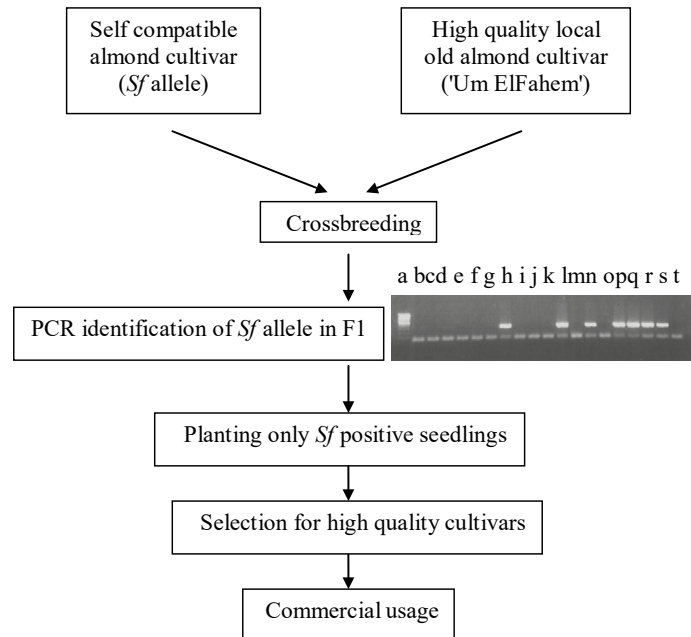 Self compatible
almond cultivar
(Sf allele)
High quality local
old almond cultivar
('Um ElFahem')
Crossbreeding
a bcd e f g h i j k lmn opq r s t
PCR identification of Sf allele in F1
Planting only Sf positive seedlings
Selection for high quality cultivars
Commercial usage